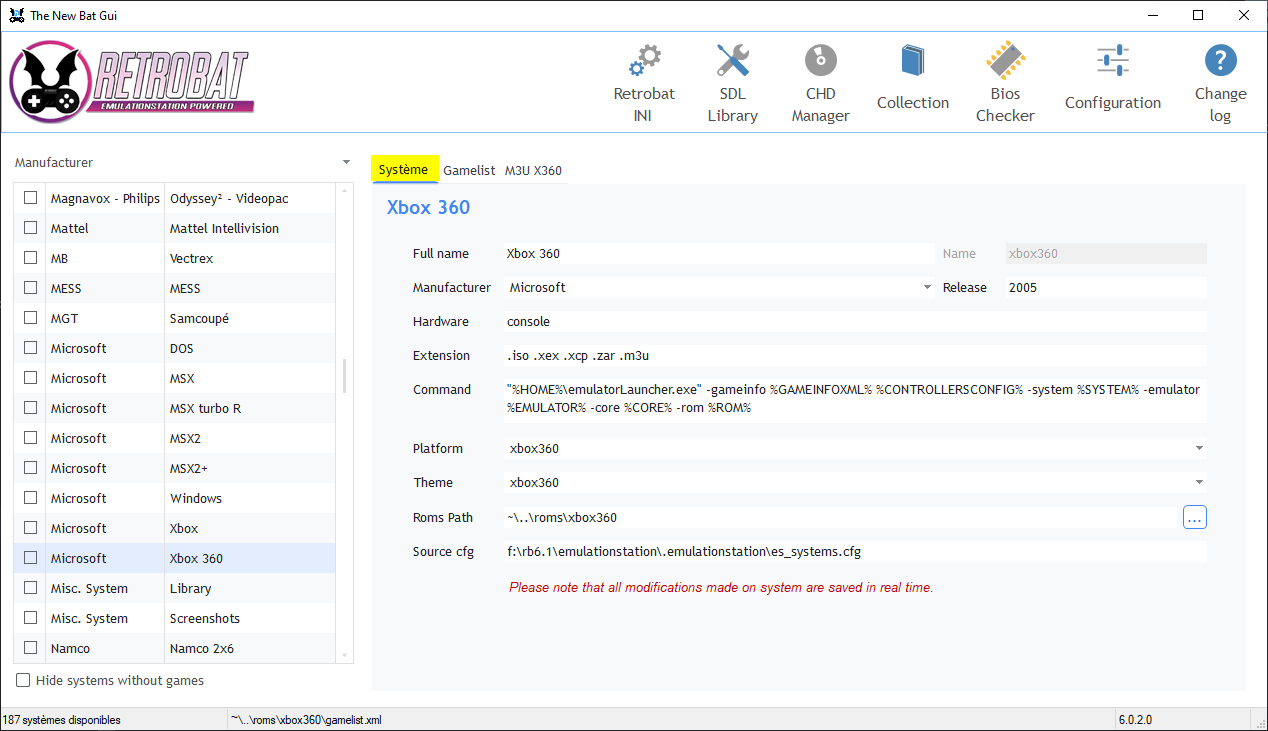 The New Bat Gui
RETROBAT
EMULATIONSTATION POWERED
Retrobat
INI
SDL
Library
CHD
Manager
Collection
Bios
Checker
Configuration
Change
log
Manufacturer
Magnavox - Philips Odyssey² - Videopac
Mattel Mattel Intellivision
MB Vectrex
MESS MESS
MGT Samcoupé
Microsoft DOS
Microsoft MSX
Microsoft MSX turbo R
Microsoft MSX2
Microsoft MSX2+
Microsoft Windows
Microsoft Xbox
Microsoft Xbox 360
Misc. System Library
Misc. System Screenshots
Namco Namco 2x6
Hide systems without games
Système Gamelist M3U X360
Xbox 360
Full name Xbox 360 Name xbox360
Manufacturer Microsoft Release 2005
Hardware console
Extension .iso .xex .xcp .zar .m3u
Command "%HOME%\emulatorLauncher.exe" -gameinfo %GAMEINFOXML% %CONTROLLERSCONFIG% -system %SYSTEM% -emulator
%EMULATOR% -core %CORE% -rom %ROM%
Platform xbox360
Theme xbox360
Roms Path ~\..\roms\xbox360 ...
Source cfg f:\rb6.1\emulationstation\.emulationstation\es_systems.cfg
Please note that all modifications made on system are saved in real time.
187 systèmes disponibles ~\..\roms\xbox360\gamelist.xml 6.0.2.0